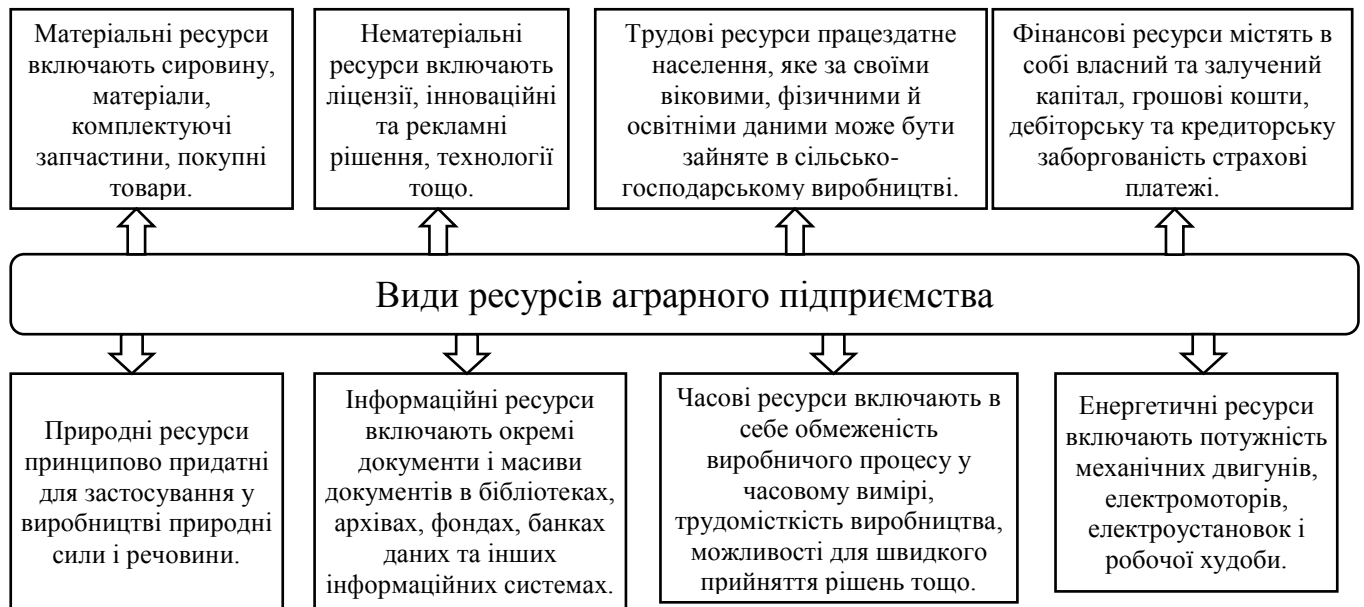 Матеріальні ресурси
включають сировину,
матеріали,
комплектуючі
запчастини, покупні
товари.
Нематеріальні
ресурси включають
ліцензії, інноваційні
та рекламні
рішення, технології
тощо.
Трудові ресурси працездатне
населення, яке за своїми
віковими, фізичними й
освітніми даними може бути
зайняте в сільсько-
господарському виробництві.
Фінансові ресурси містять в
собі власний та залучений
капітал, грошові кошти,
дебіторську та кредиторську
заборгованість страхові
платежі.
Види ресурсів аграрного підприємства
Природні ресурси
принципово придатні
для застосування у
виробництві природні
сили і речовини.
Інформаційні ресурси
включають окремі
документи і масиви
документів в бібліотеках,
архівах, фондах, банках
даних та інших
інформаційних системах.
Часові ресурси включають в
себе обмеженість
виробничого процесу у
часовому вимірі,
трудомісткість виробництва,
можливості для швидкого
прийняття рішень тощо.
Енергетичні ресурси
включають потужність
механічних двигунів,
електромоторів,
електроустановок і
робочої худоби.